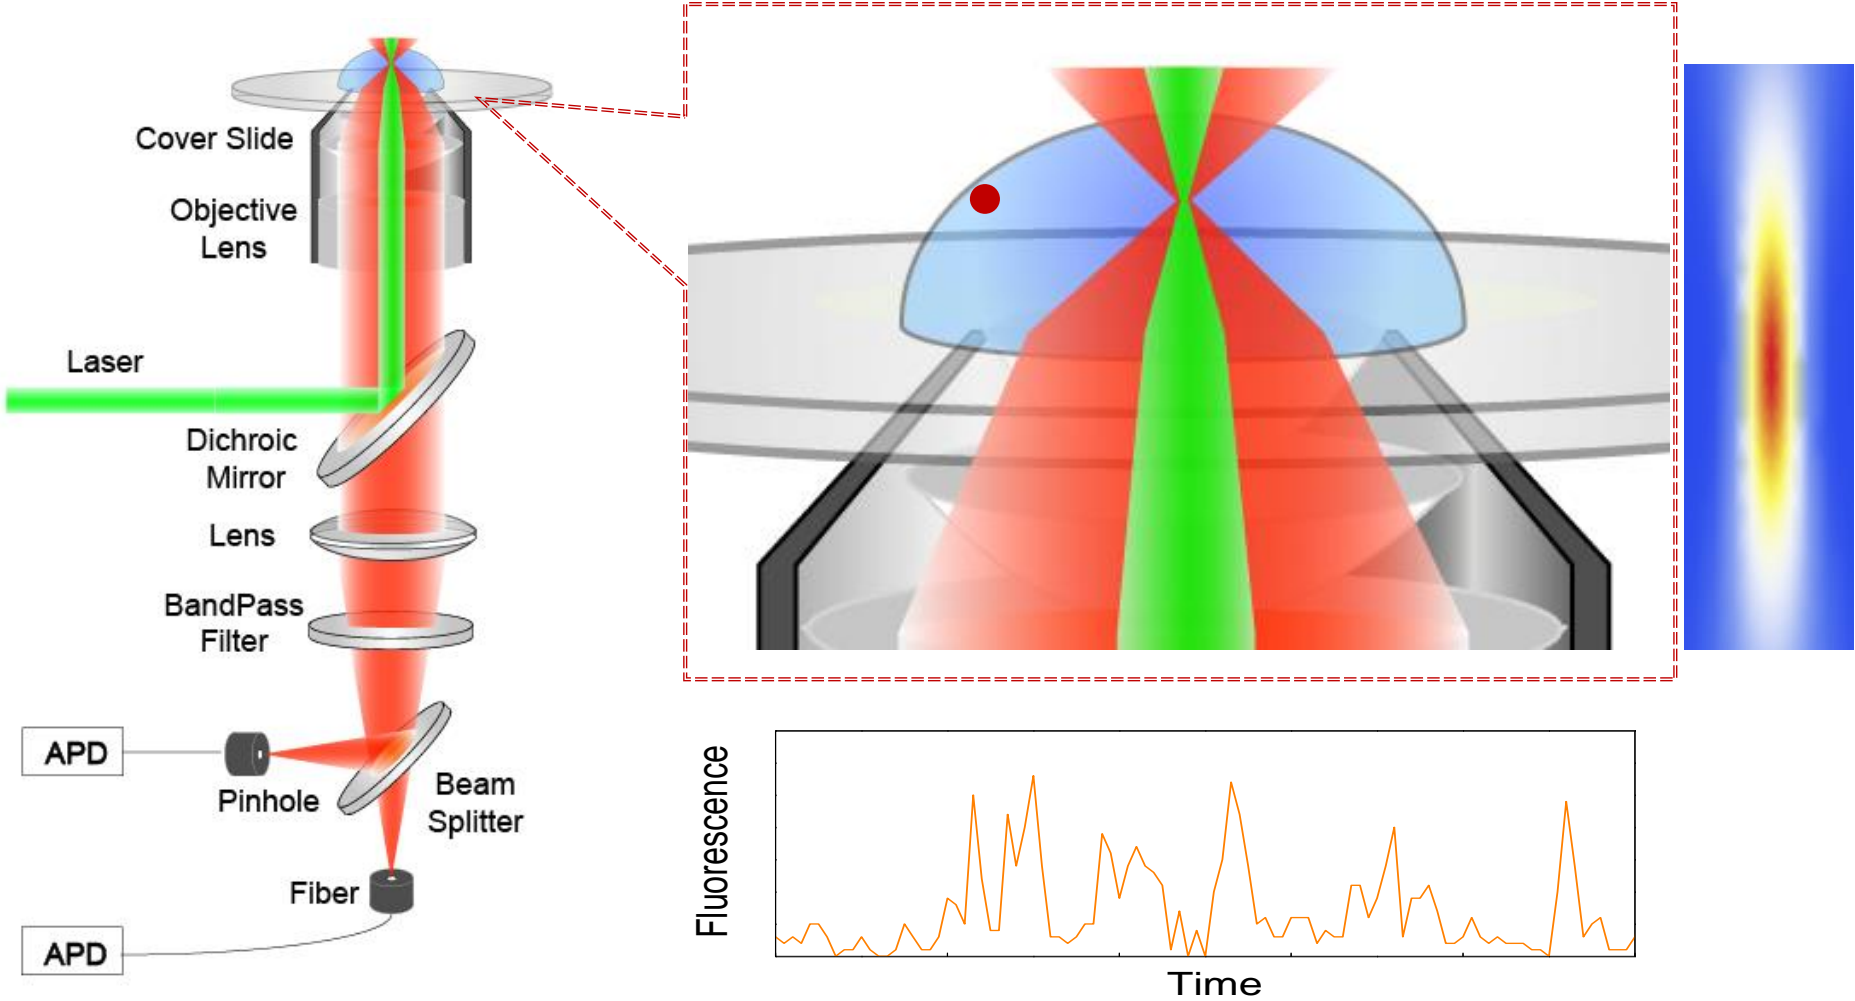 Cover Slide
Objective
Lens
Laser
Dichroic
Mirror
Lens
BandPass
Filter
APD
Pinhole
Beam
Splitter
Fiber
APD
Fluorescence
Time